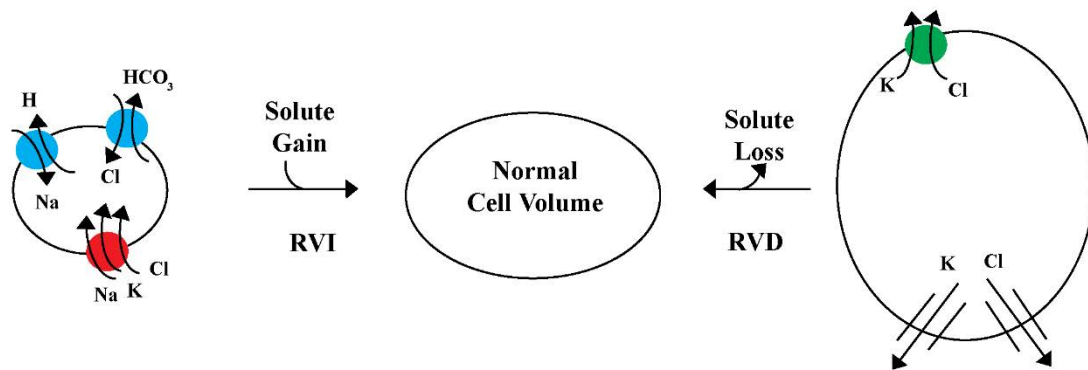 H
HCO₃
Na
Cl
Na
K
Cl
Solute
Gain
RVI
Normal
Cell Volume
Solute
Loss
RVD
K
Cl
K
Cl